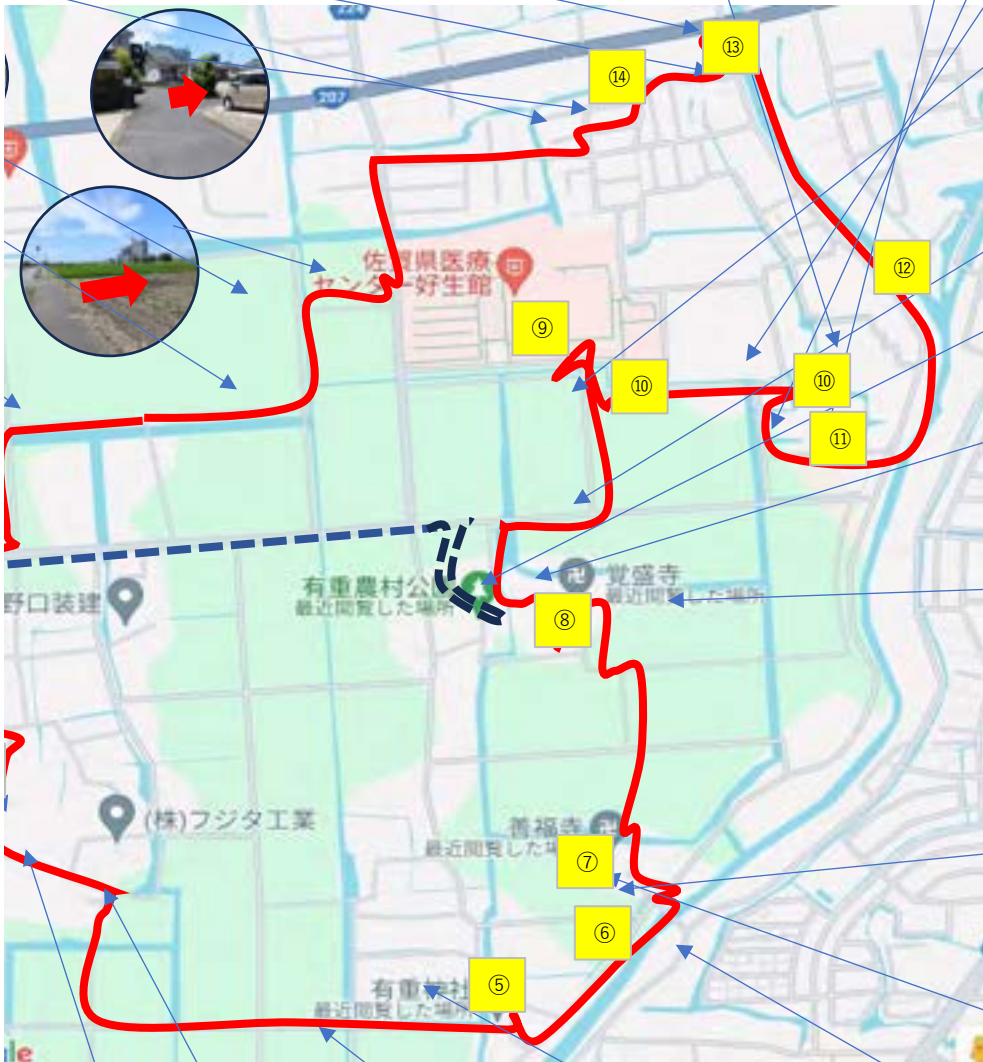 ⑬
⑭
207
佐賀県医療
センター好生館
⑫
⑨
⑩
⑩
⑪
有重農村公
最近閲覧した場所
覚盛寺
最近閲覧した場所
野口装建
⑧
(株)フジタ工業
善福寺
最近閲覧した場
⑦
⑥
⑤
有重神社
最近閲覧した場所